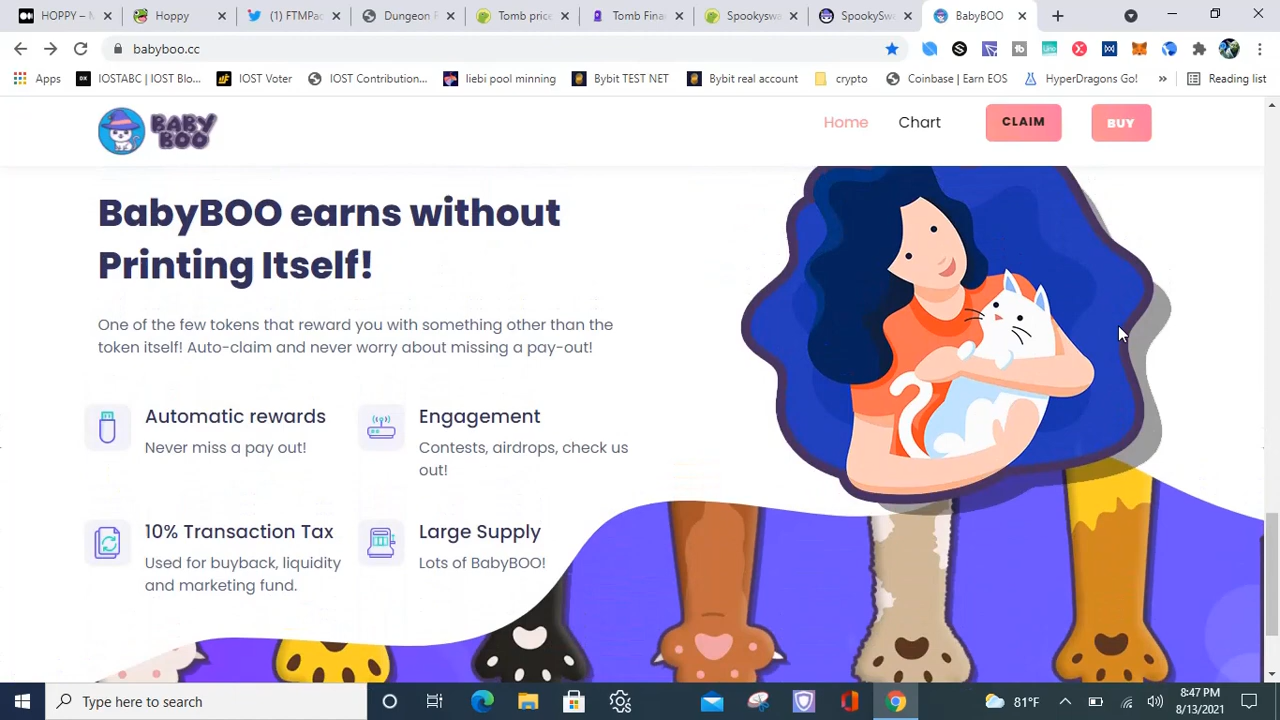 HOPPY – M
Hoppy
(7) FTMPa
Dungeon
Tomb price
Tomb Fina
Spookysw
SpookySw
BabyBOO
babyboo.cc
Apps
IOSTABC | IOST Blo...
IOST Voter
IOST Contribution...
liebi pool minning
Bybit TEST NET
Bybit real account
crypto
Coinbase | Earn EOS
HyperDragons Go!
Reading list
BABY
BOO
Home
Chart
CLAIM
BUY
BabyBOO earns without
Printing Itself!
One of the few tokens that reward you with something other than the
token itself! Auto-claim and never worry about missing a pay-out!
Automatic rewards
Never miss a pay out!
Engagement
Contests, airdrops, check us
out!
10% Transaction Tax
Used for buyback, liquidity
and marketing fund.
Large Supply
Lots of BabyBOO!
Type here to search
81°F
8:47 PM
8/13/2021